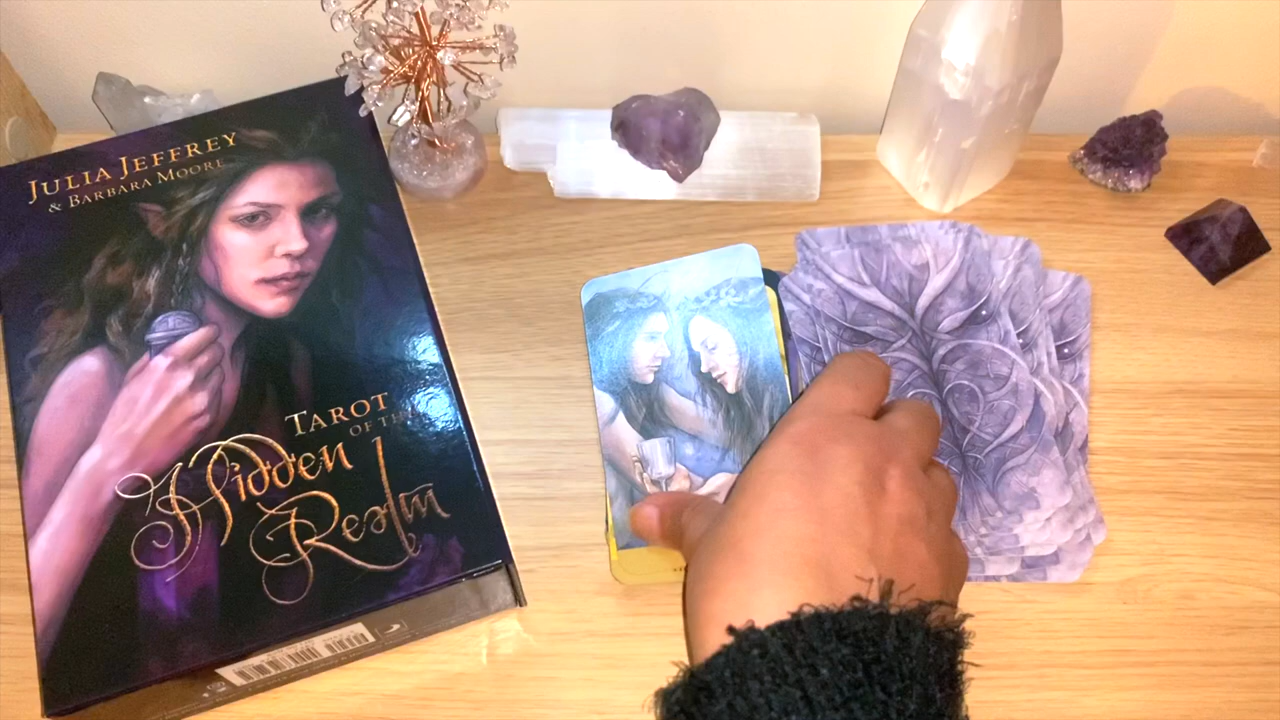 JULIA JEFFREY
& BARBARA MOORE
TAROT
OF THE
Hidden
Realm